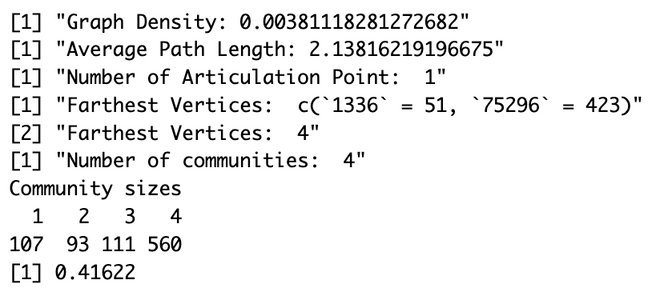 [1] "Graph Density: 0.00381118281272682"
[1] "Average Path Length: 2.13816219196675"
[1] "Number of Articulation Point:  1"
[1] "Farthest Vertices:  c(`1336` = 51, `75296` = 423)"
[2] "Farthest Vertices:  4"
[1] "Number of communities:  4"
Community sizes
  1   2   3   4
107  93 111 560
[1] 0.41622